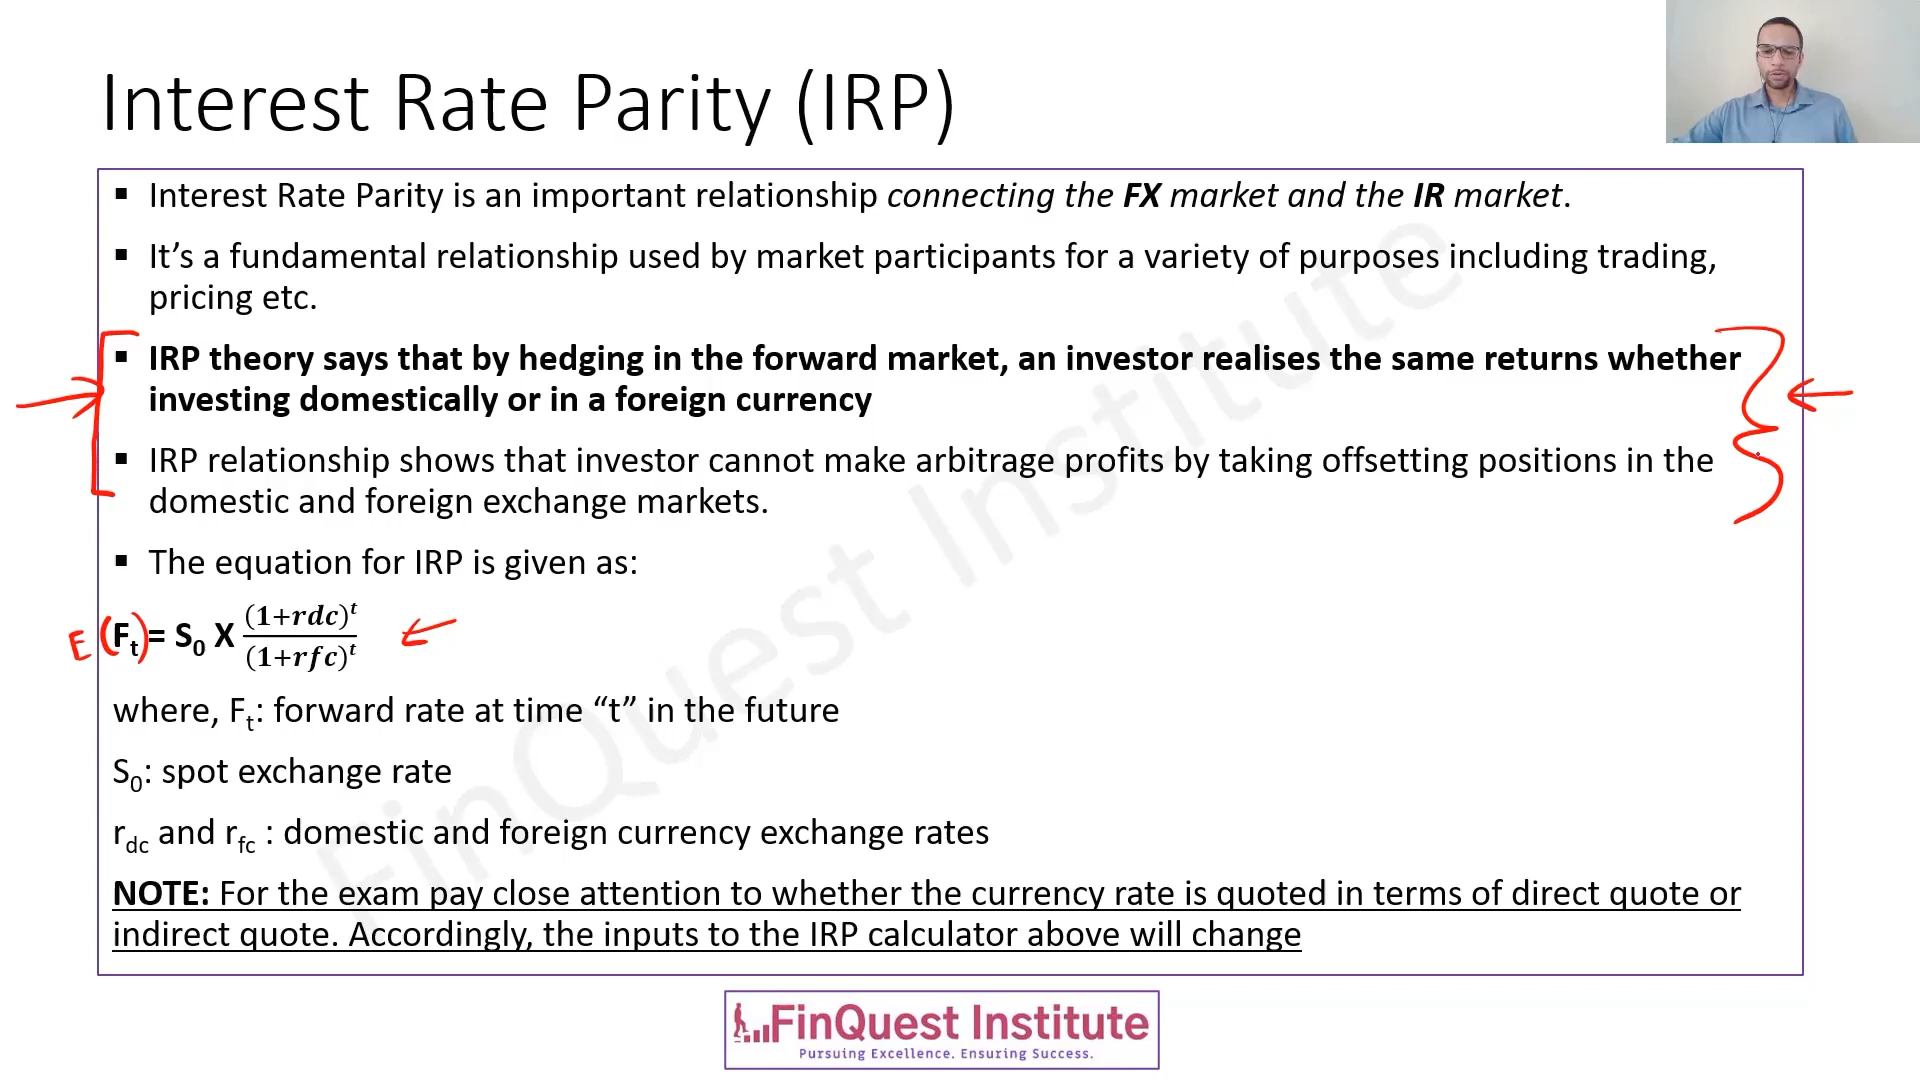 Interest Rate Parity (IRP)
▪ Interest Rate Parity is an important relationship connecting the FX market and the IR market.
▪ It’s a fundamental relationship used by market participants for a variety of purposes including trading,
pricing etc.
▪ IRP theory says that by hedging in the forward market, an investor realises the same returns whether
investing domestically or in a foreign currency
▪ IRP relationship shows that investor cannot make arbitrage profits by taking offsetting positions in the
domestic and foreign exchange markets.
▪ The equation for IRP is given as:
E (Fₜ) = S₀ X (1+rdc)ᵗ / (1+rfc)ᵗ
where, Fₜ: forward rate at time “t” in the future
S₀: spot exchange rate
r_dc and r_fc : domestic and foreign currency exchange rates
NOTE: For the exam pay close attention to whether the currency rate is quoted in terms of direct quote or
indirect quote. Accordingly, the inputs to the IRP calculator above will change
FinQuest Institute
FinQuest Institute
Pursuing Excellence. Ensuring Success.